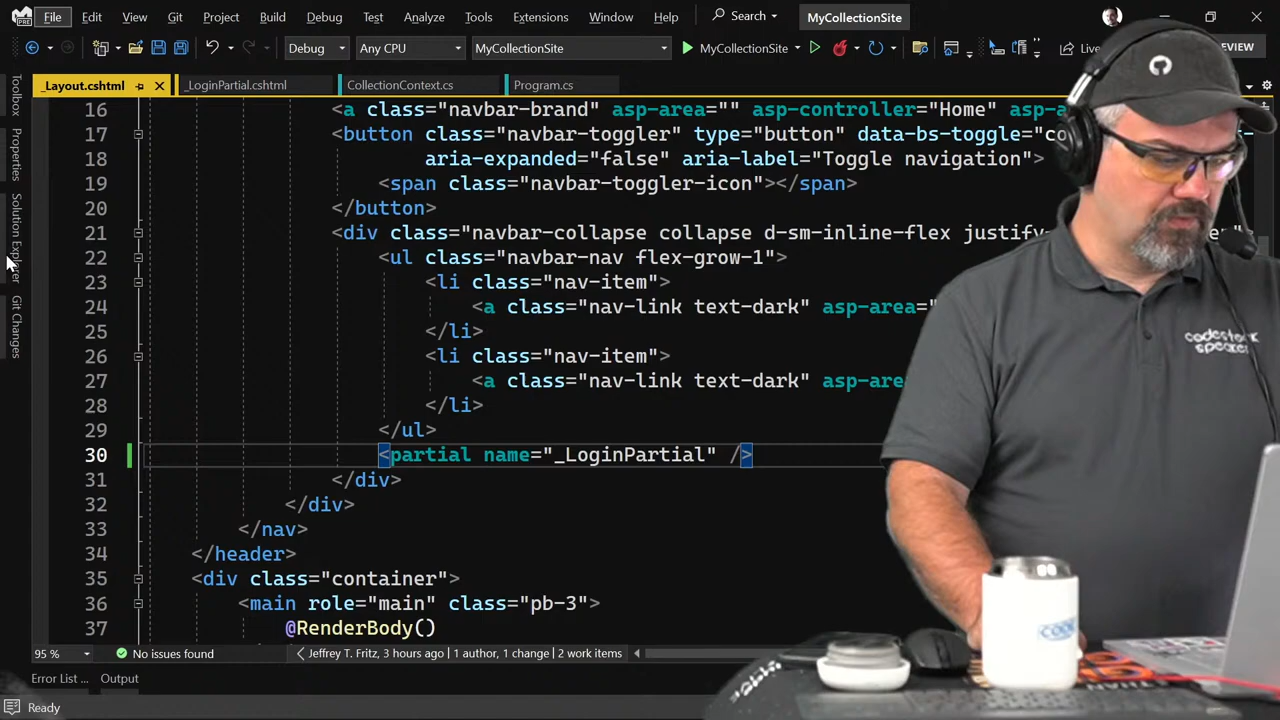 File Edit View Git Project Build Debug Test Analyze Tools Extensions Window Help Search MyCollectionSite
Debug Any CPU MyCollectionSite MyCollectionSite Live
_Layout.cshtml _LoginPartial.cshtml CollectionContext.cs Program.cs
Toolbox
Properties
Solution Explorer
Git Changes
16 <a class="navbar-brand" asp-area="" asp-controller="Home"
17 <button class="navbar-toggler" type="button" data-bs-toggle="co
18 aria-expanded="false" aria-label="Toggle navigation">
19 <span class="navbar-toggler-icon"></span>
20 </button>
21 <div class="navbar-collapse collapse d-sm-inline-flex
22 <ul class="navbar-nav flex-grow-1">
23 <li class="nav-item">
24 <a class="nav-link text-dark" asp-area="
25 </li>
26 <li class="nav-item">
27 <a class="nav-link text-dark"
28 </li>
29 </ul>
30 <partial name="_LoginPartial" />
31 </div>
32 </div>
33 </nav>
34 </header>
35 <div class="container">
36 <main role="main" class="pb-3">
37 @RenderBody()
95 % No issues found Jeffrey T. Fritz, 3 hours ago | 1 author, 1 change | 2 work items
Error List ... Output
Ready